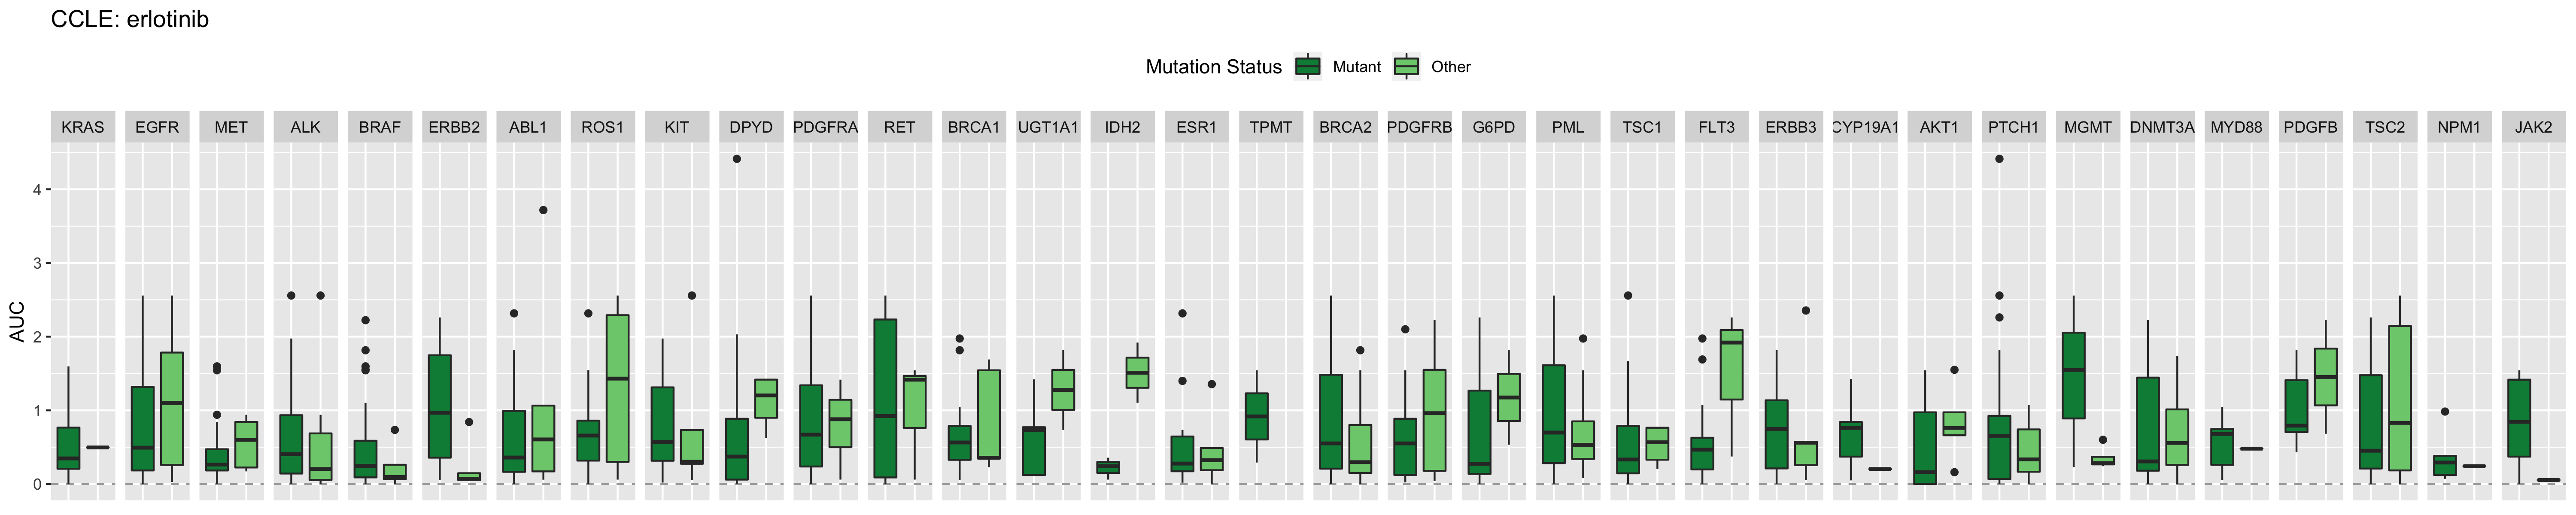 CCLE: erlotinib
Mutation Status Mutant Other
KRAS EGFR MET ALK BRAF ERBB2 ABL1 ROS1 KIT DPYD PDGFRA RET BRCA1 UGT1A1 IDH2 ESR1 TPMT BRCA2 PDGFRB G6PD PML TSC1 FLT3 ERBB3 CYP19A1 AKT1 PTCH1 MGMT DNMT3A MYD88 PDGFB TSC2 NPM1 JAK2
4
3
2
1
0
AUC